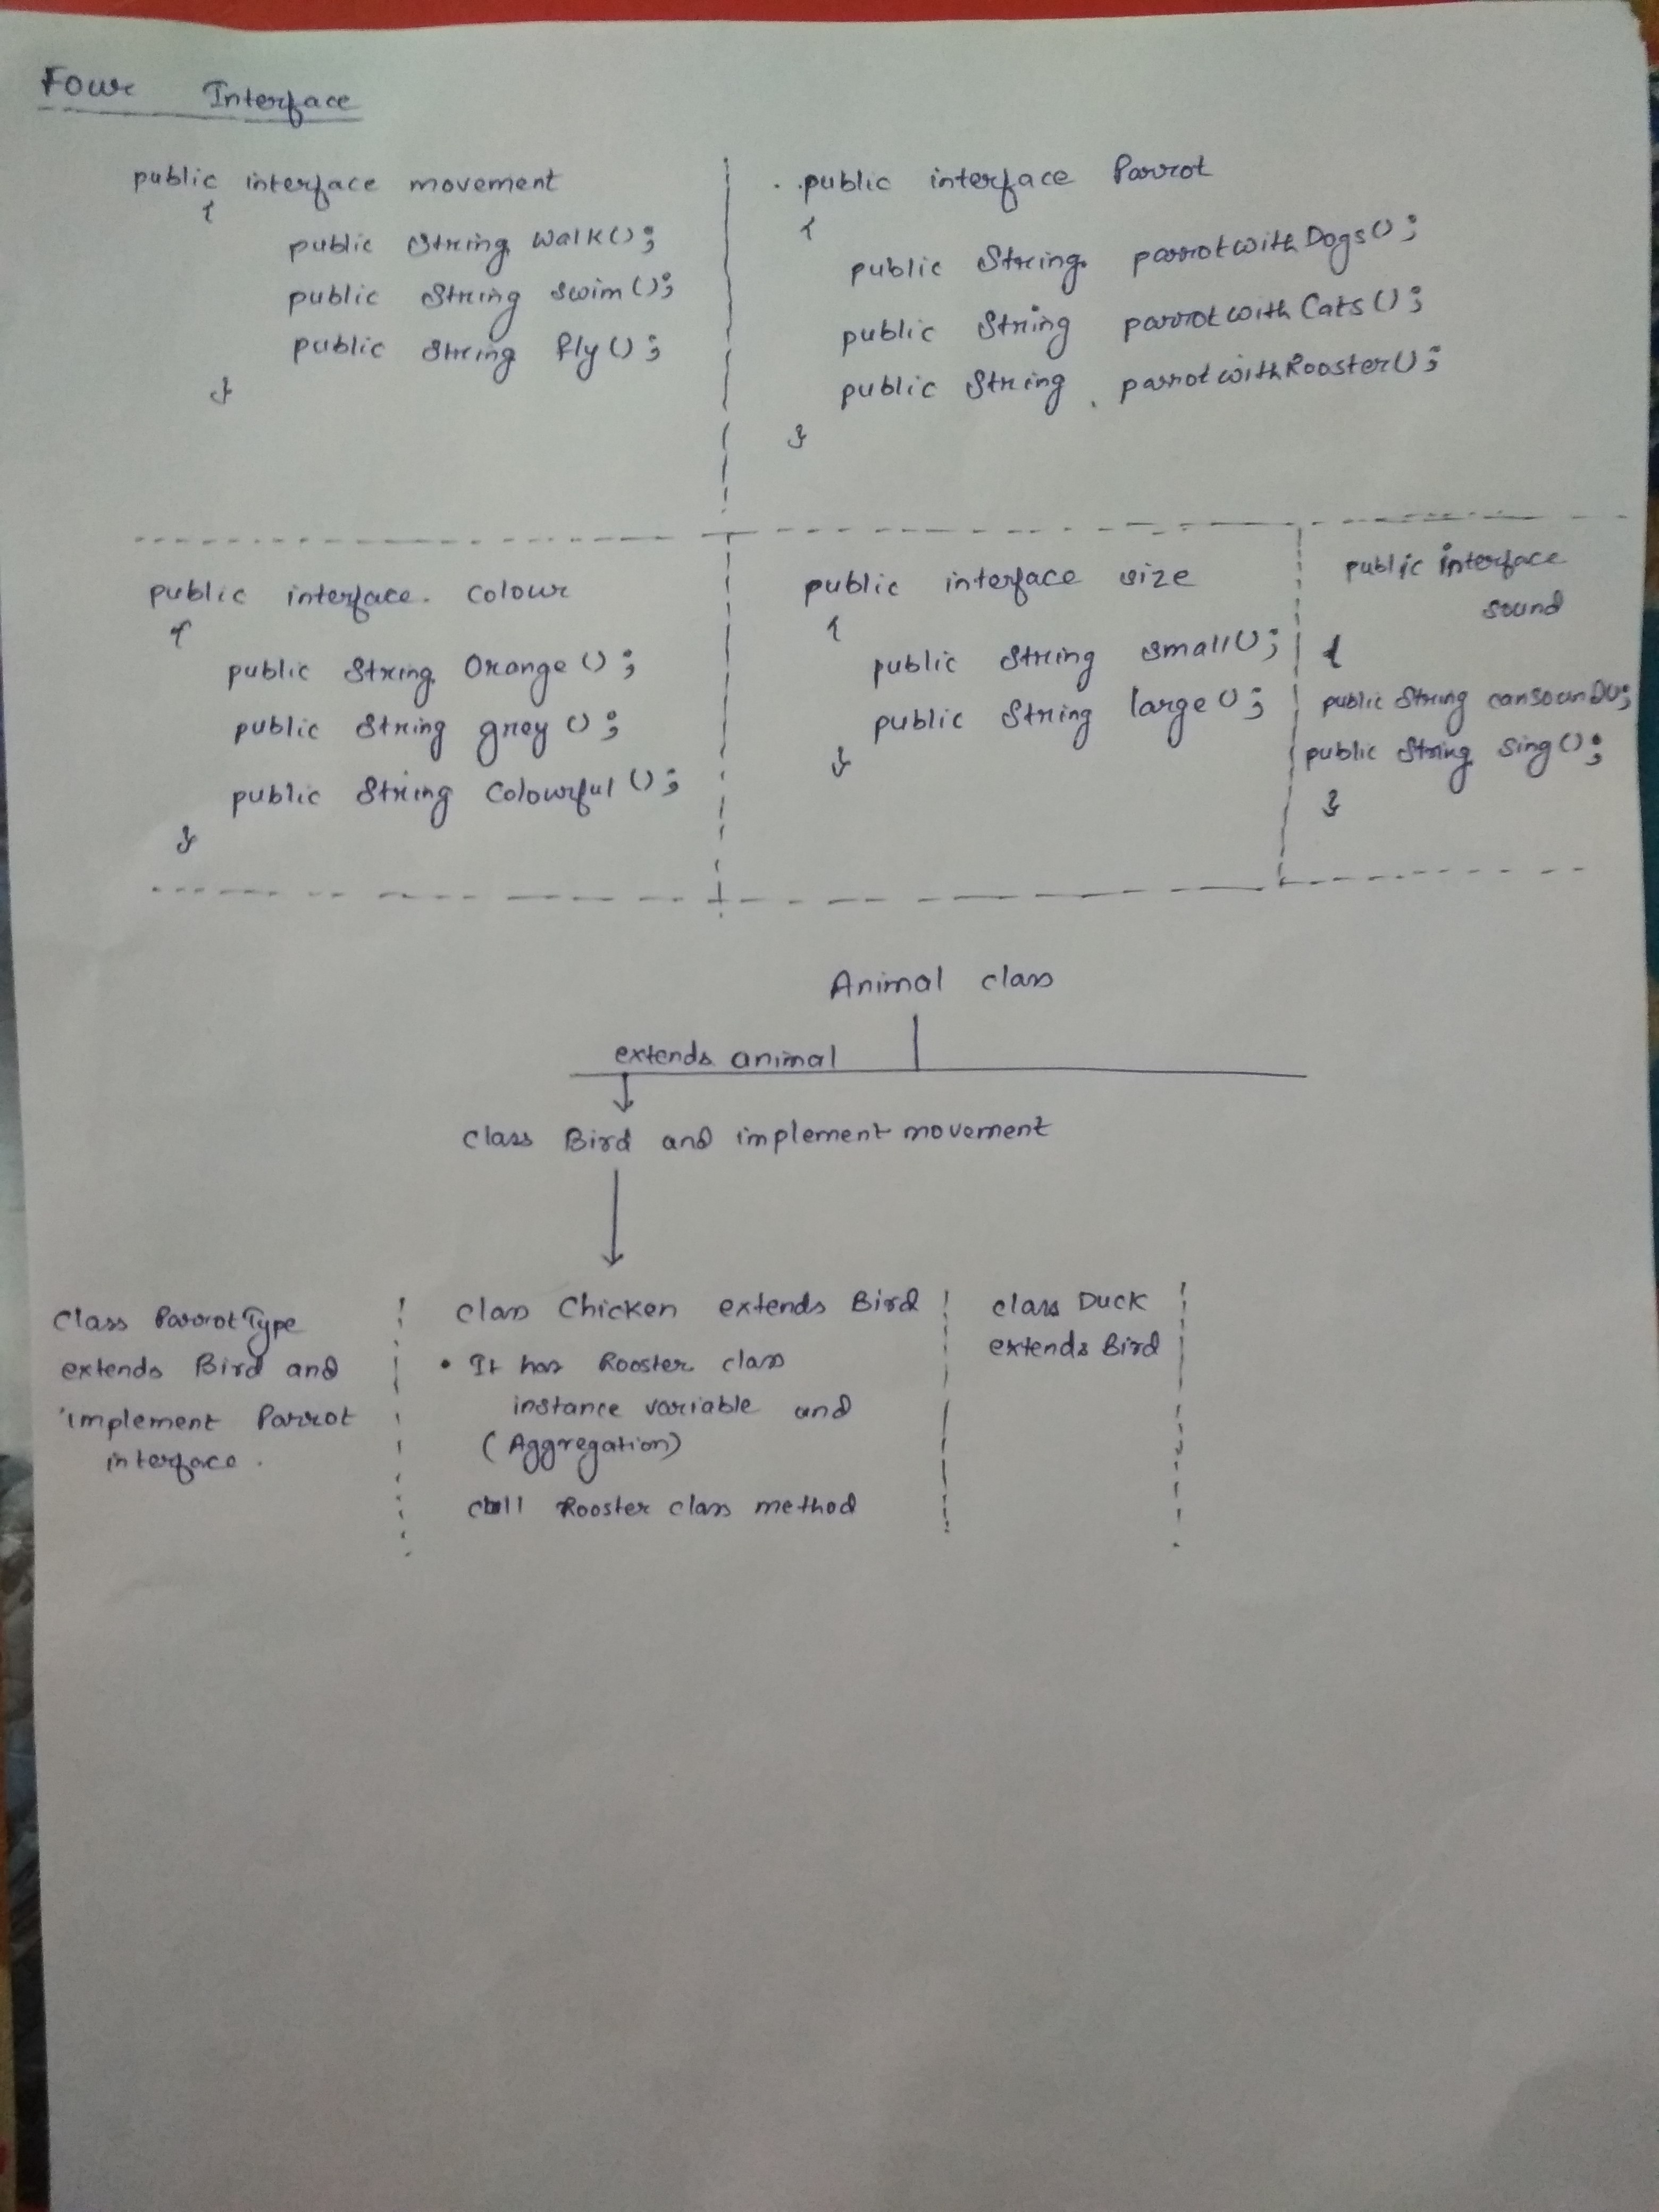 Four Interface
public interface movement
{
public String walk();
public String swim();
public String fly();
}
public interface Parrot
{
public String parrotwithDogs();
public String parrotwithCats();
public String parrotwithRooster();
}
public interface colour
{
public String Orange();
public String grey();
public String Colourful();
}
public interface size
{
public String small();
public String large();
}
public interface
sound
{
public String canSounD();
public String Sing();
}
Animal class
extends animal
class Bird and implement movement
class ParrotType
extends Bird and
implement Parrot
interface.
class Chicken extends Bird
• It has Rooster class
instance variable and
(Aggregation)
call Rooster class method
class Duck
extends Bird